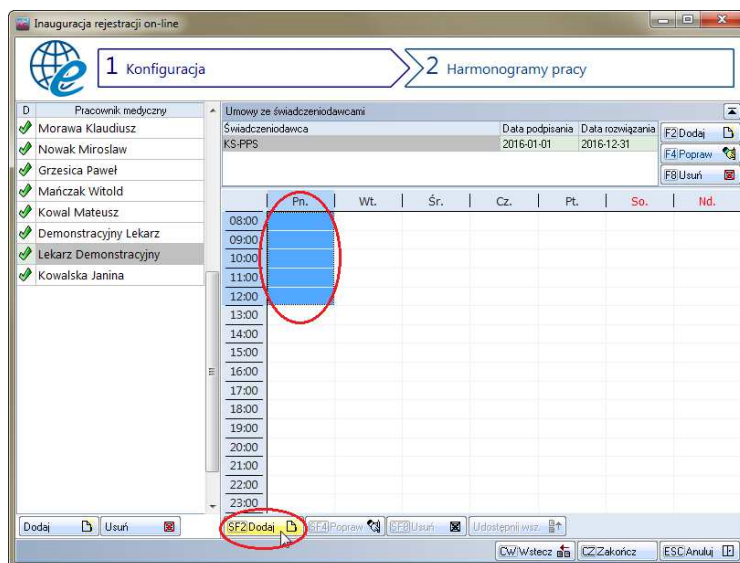 Inauguracja rejestracji on-line
1 Konfiguracja
2 Harmonogramy pracy
D Pracownik medyczny
Morawa Klaudiusz
Nowak Miroslaw
Grzesica Paweł
Mańczak Witold
Kowal Mateusz
Demonstracyjny Lekarz
Lekarz Demonstracyjny
Kowalska Janina
Dodaj Usuń
Umowy ze świadczeniodawcami
Świadczeniodawca Data podpisania Data rozwiązania
KS-PPS 2016-01-01 2016-12-31
F2 Dodaj
F4 Popraw
F8 Usuń
Pn. Wt. Śr. Cz. Pt. So. Nd.
08:00
09:00
10:00
11:00
12:00
13:00
14:00
15:00
16:00
17:00
18:00
19:00
20:00
21:00
22:00
23:00
SF2 Dodaj SF4 Popraw SF8 Usuń Udostępnij wsz.
CW Wstecz CZ Zakończ ESC Anuluj